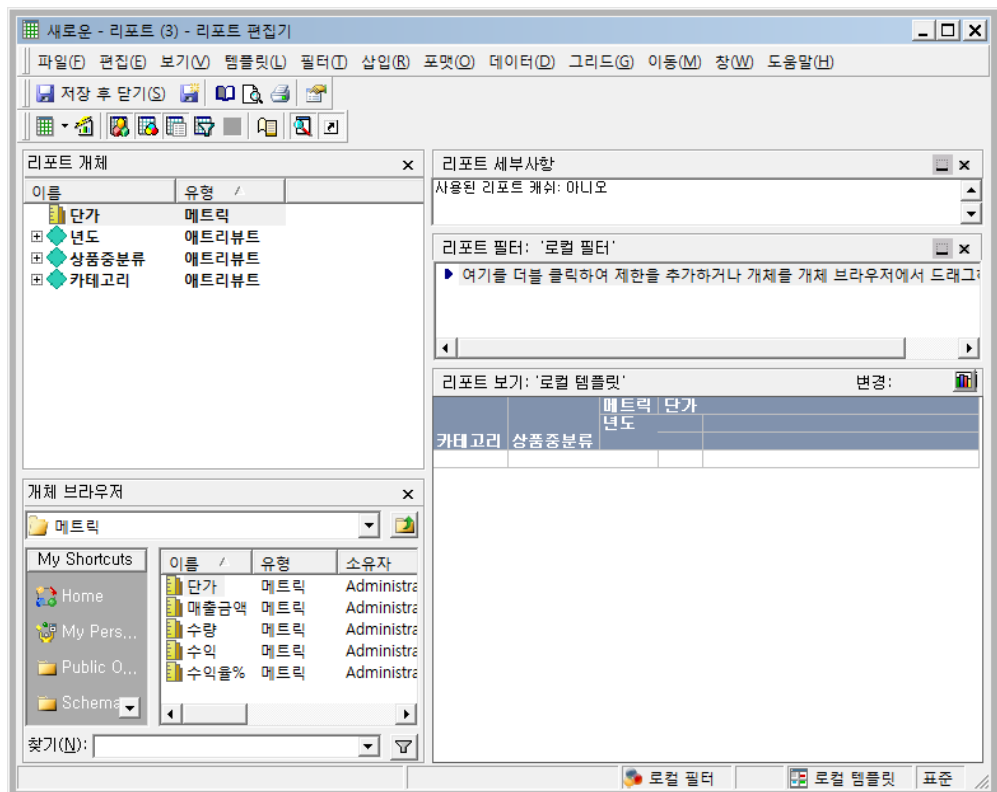 새로운 - 리포트 (3) - 리포트 편집기
파일(F) 편집(E) 보기(V) 템플릿(L) 필터(T) 삽입(R) 포맷(O) 데이터(D) 그리드(G) 이동(M) 창(W) 도움말(H)
저장 후 닫기(S)
리포트 개체
이름 유형
단가 메트릭
년도 애트리뷰트
상품중분류 애트리뷰트
카테고리 애트리뷰트
리포트 세부사항
사용된 리포트 캐쉬: 아니오
리포트 필터: '로컬 필터'
여기를 더블 클릭하여 제한을 추가하거나 개체를 개체 브라우저에서 드래그
리포트 보기: '로컬 템플릿' 변경:
메트릭 단가
년도
카테고리 상품중분류
개체 브라우저
메트릭
My Shortcuts
Home
My Pers...
Public O...
Schema
이름 유형 소유자
단가 메트릭 Administra
매출금액 메트릭 Administra
수량 메트릭 Administra
수익 메트릭 Administra
수익율% 메트릭 Administra
찾기(N):
로컬 필터 로컬 템플릿 표준